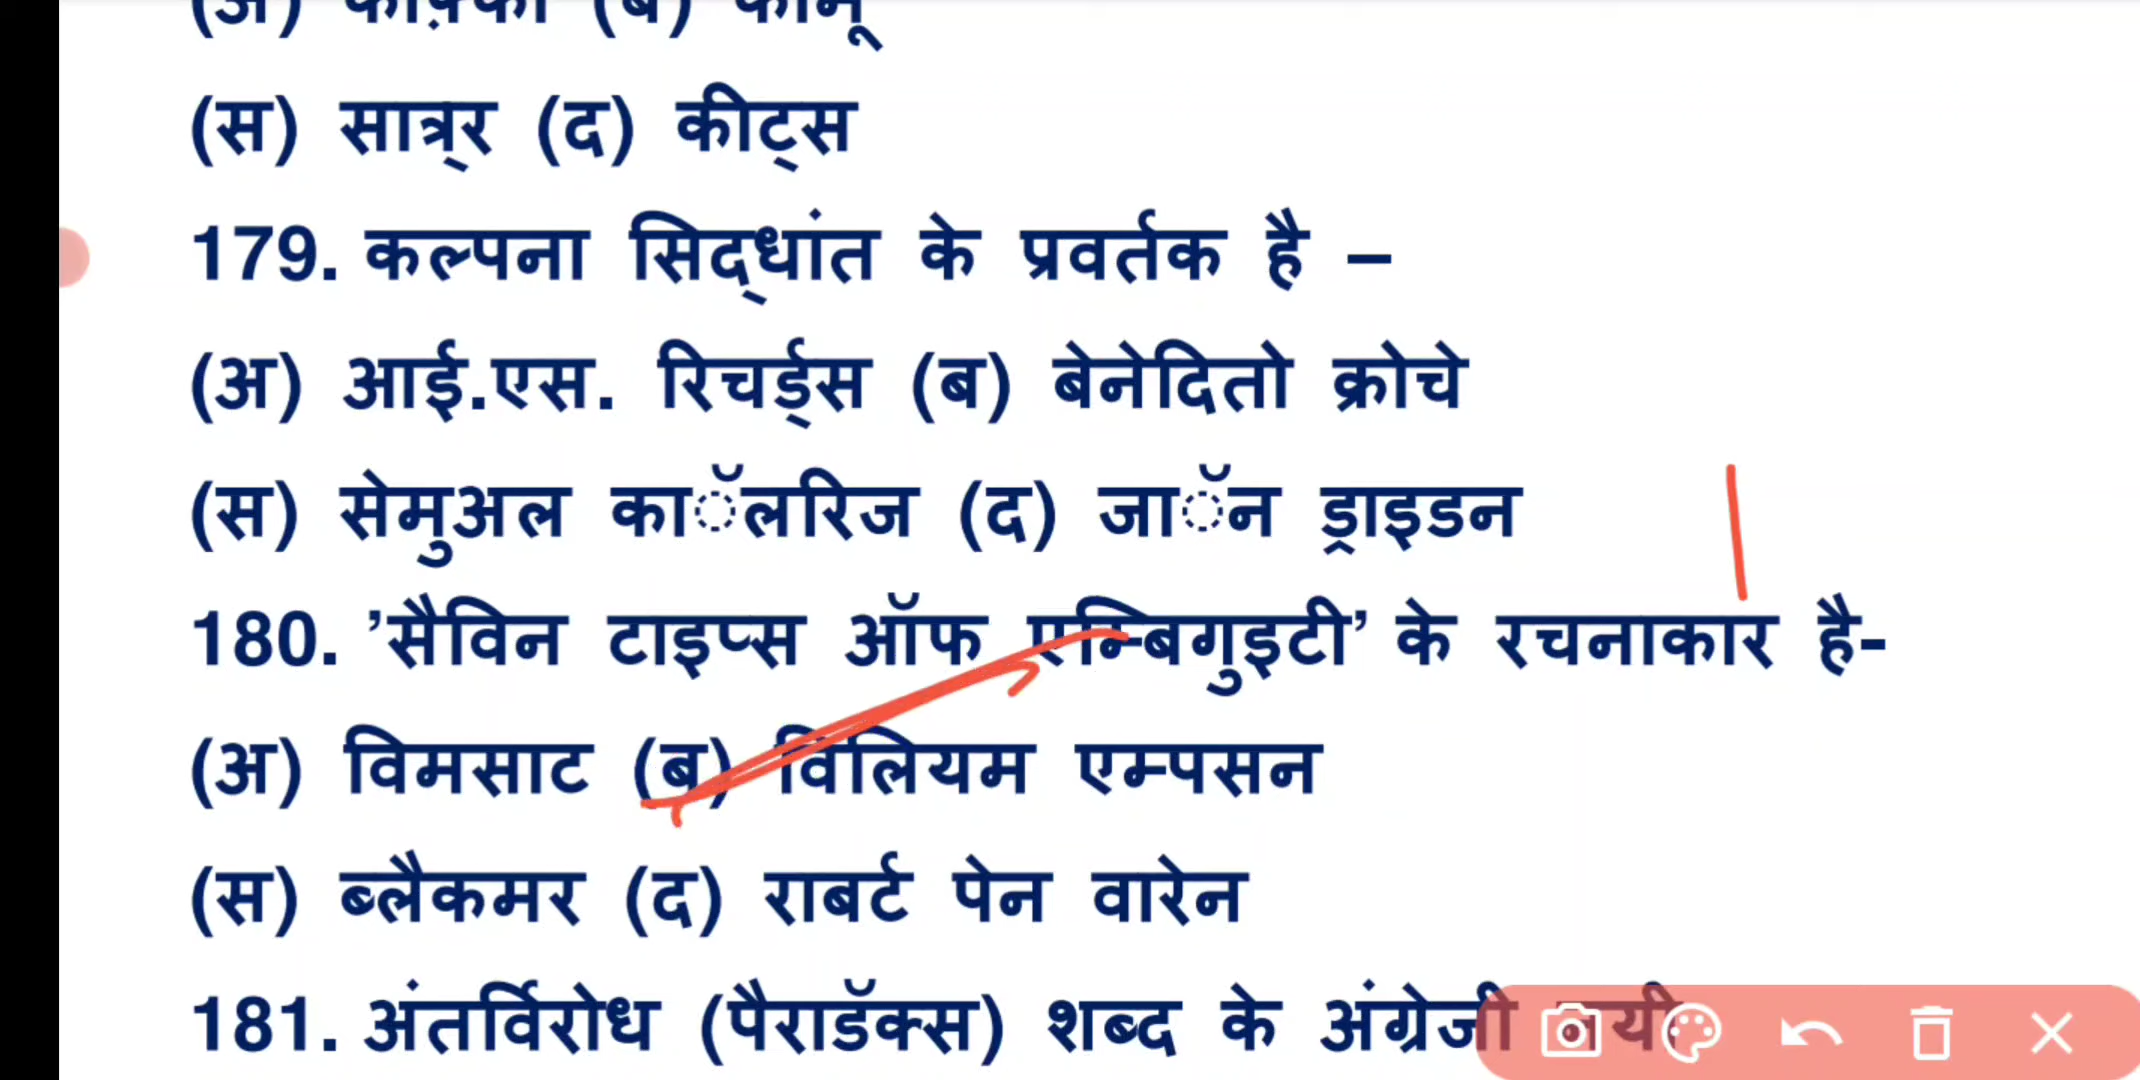 (अ) काफ़्का (ब) कामू
(स) सात्र्र (द) कीट्स
179. कल्पना सिद्धांत के प्रवर्तक है –
(अ) आई.एस. रिचर्ड्स (ब) बेनेदितो क्रोचे
(स) सेमुअल काॅलरिज (द) जाॅन ड्राइडन
180. ’सैविन टाइप्स ऑफ एम्बिगुइटी’ के रचनाकार है-
(अ) विमसाट (ब) विलियम एम्पसन
(स) ब्लैकमर (द) राबर्ट पेन वारेन
181. अंतर्विरोध (पैराडॉक्स) शब्द के अंग्रेजी